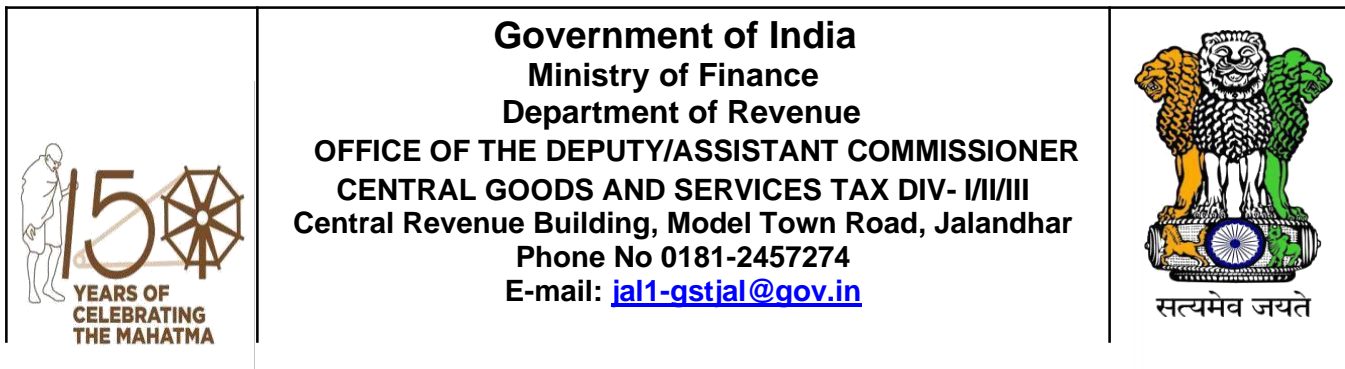 150
YEARS OF
CELEBRATING
THE MAHATMA
Government of India
Ministry of Finance
Department of Revenue
OFFICE OF THE DEPUTY/ASSISTANT COMMISSIONER
CENTRAL GOODS AND SERVICES TAX DIV- I/II/III
Central Revenue Building, Model Town Road, Jalandhar
Phone No 0181-2457274
E-mail: jal1-gstjal@gov.in
सत्यमेव जयते